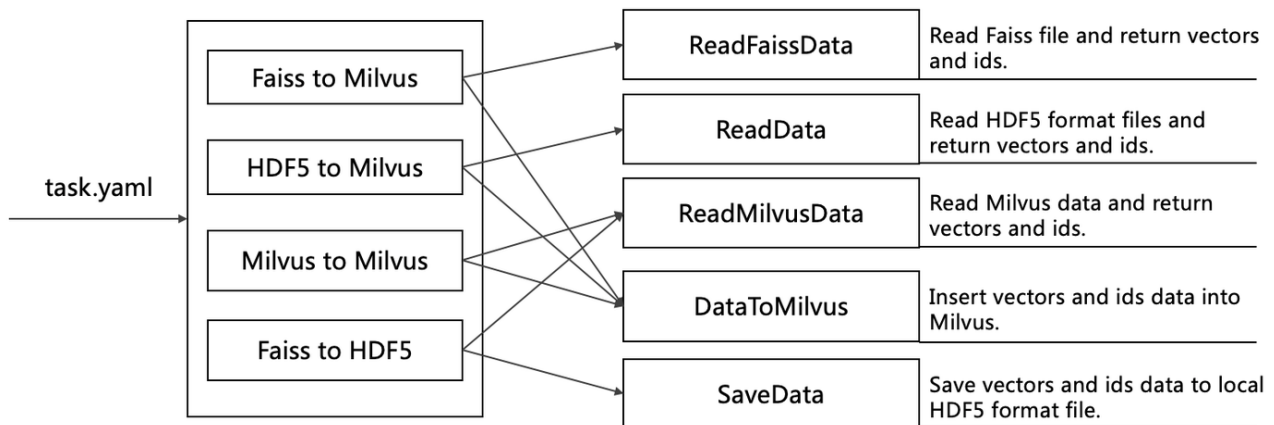 task.yaml
Faiss to Milvus
HDF5 to Milvus
Milvus to Milvus
Faiss to HDF5
ReadFaissData
Read Faiss file and return vectors
and ids.
ReadData
Read HDF5 format files and
return vectors and ids.
ReadMilvusData
Read Milvus data and return
vectors and ids.
DataToMilvus
Insert vectors and ids data into
Milvus.
SaveData
Save vectors and ids data to local
HDF5 format file.